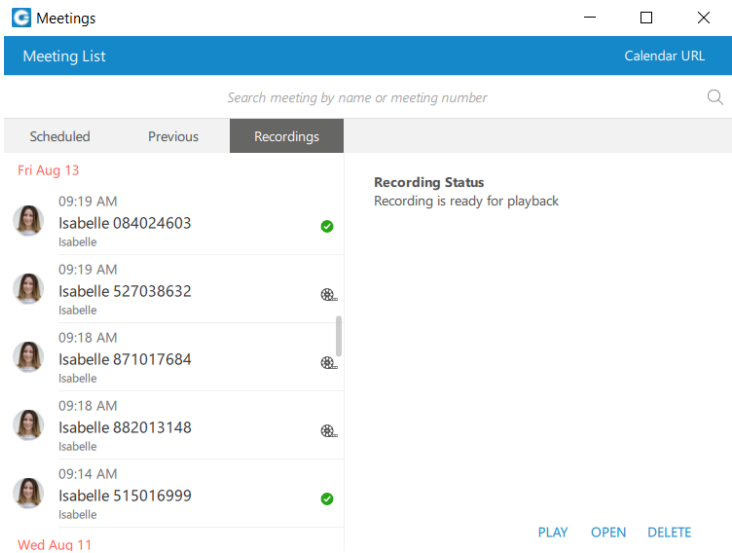 Meetings
Meeting List
Calendar URL
Search meeting by name or meeting number
Scheduled
Previous
Recordings
Fri Aug 13
09:19 AM
Isabelle 084024603
Isabelle
09:19 AM
Isabelle 527038632
Isabelle
09:18 AM
Isabelle 871017684
Isabelle
09:18 AM
Isabelle 882013148
Isabelle
09:14 AM
Isabelle 515016999
Isabelle
Wed Aug 11
Recording Status
Recording is ready for playback
PLAY
OPEN
DELETE